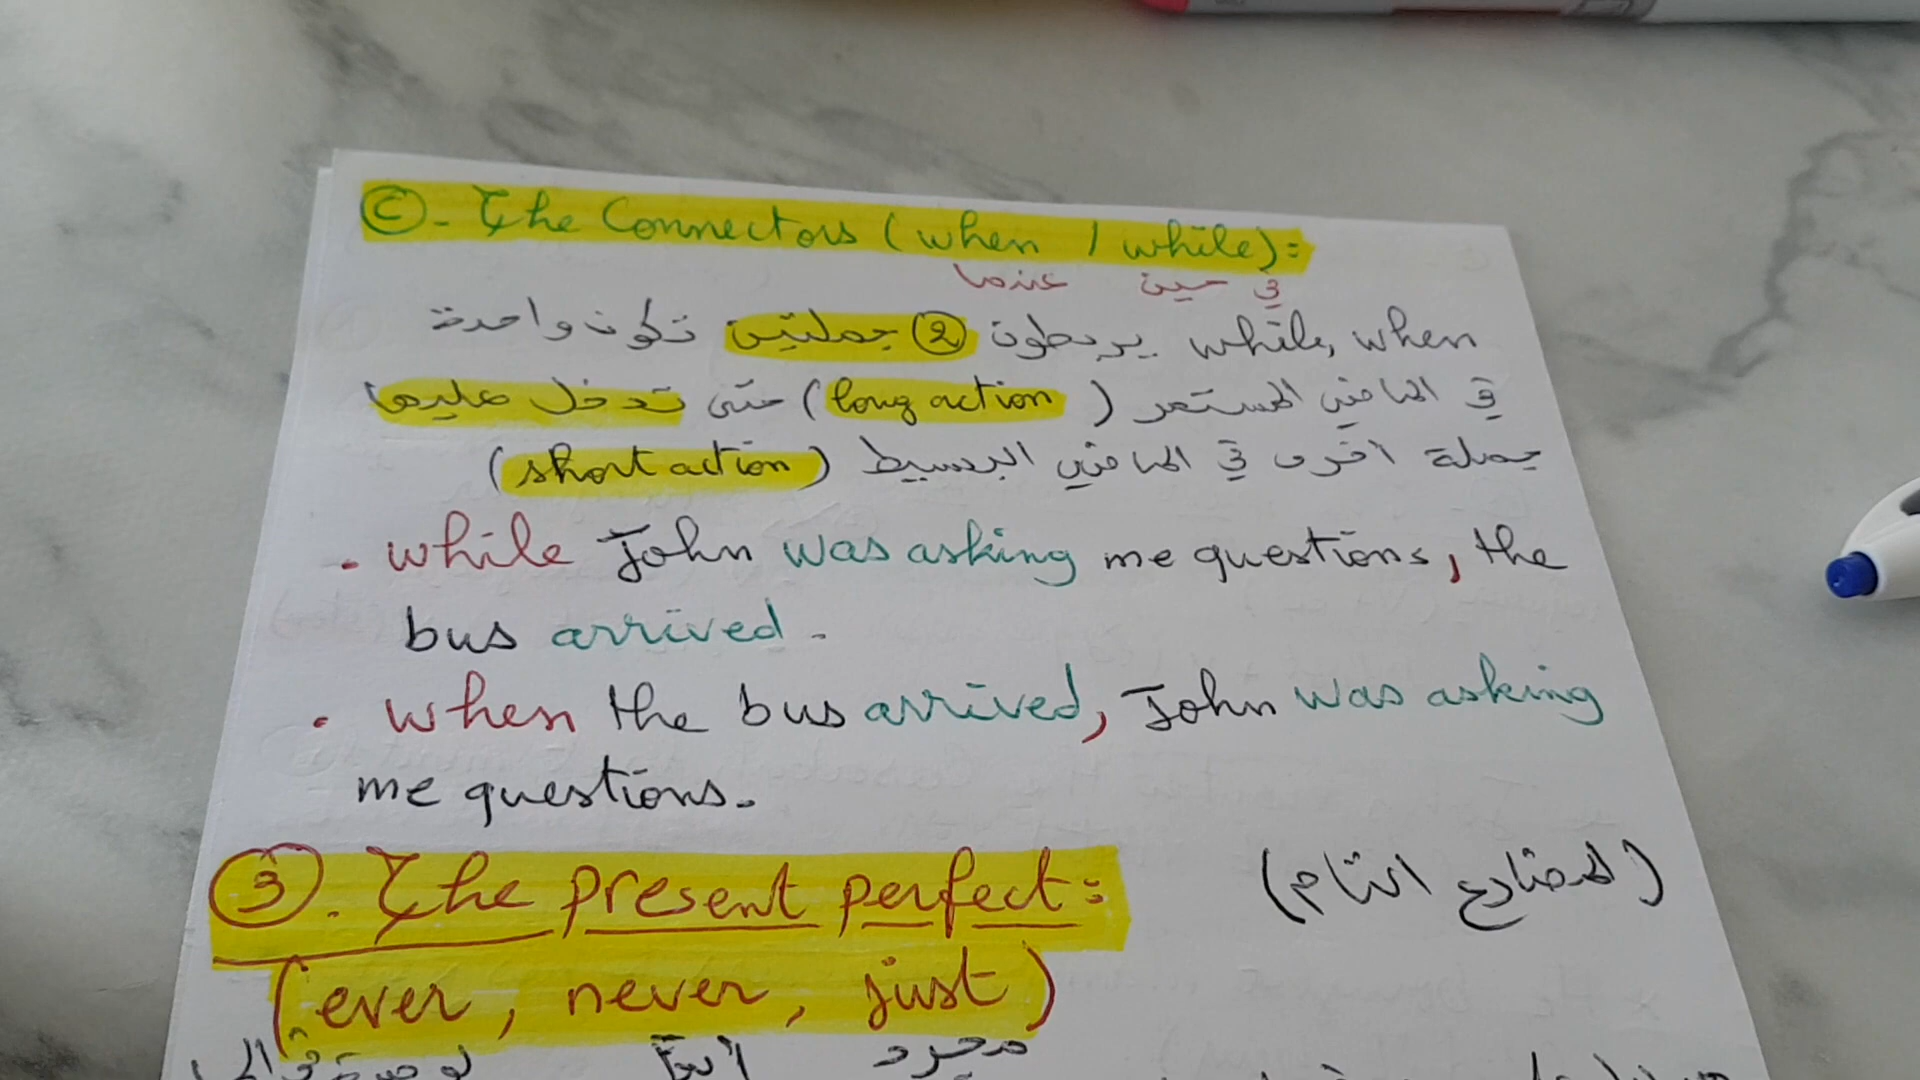 C. The Connectors (when / while):
عندما في حين
while, when يربطون 2 جملتين تكون واحدة
في الماضي المستمر (long action) حتى تدخل عليها
جملة أخرى في الماضي البسيط (short action)
. while John was asking me questions, the
bus arrived.
. when the bus arrived, John was asking
me questions.
3. The present perfect: (المضارع التام)
(ever, never, just)
مجرد أبدا